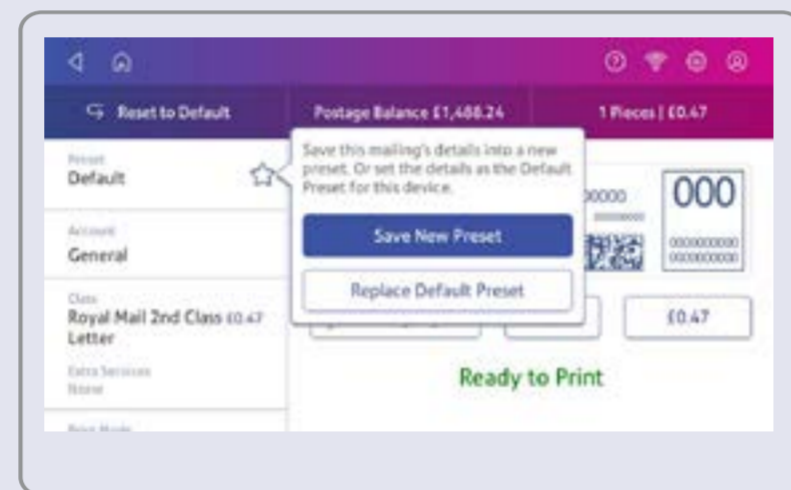 Reset to Default
Postage Balance £1,488.24
1 Pieces | £0.47
Preset
Default
Save this mailing's details into a new
preset. Or set the details as the Default
Preset for this device.
Save New Preset
Replace Default Preset
Account
General
Class
Royal Mail 2nd Class £0.47
Letter
Extra Services
None
Print Mode
000
£0.47
Ready to Print